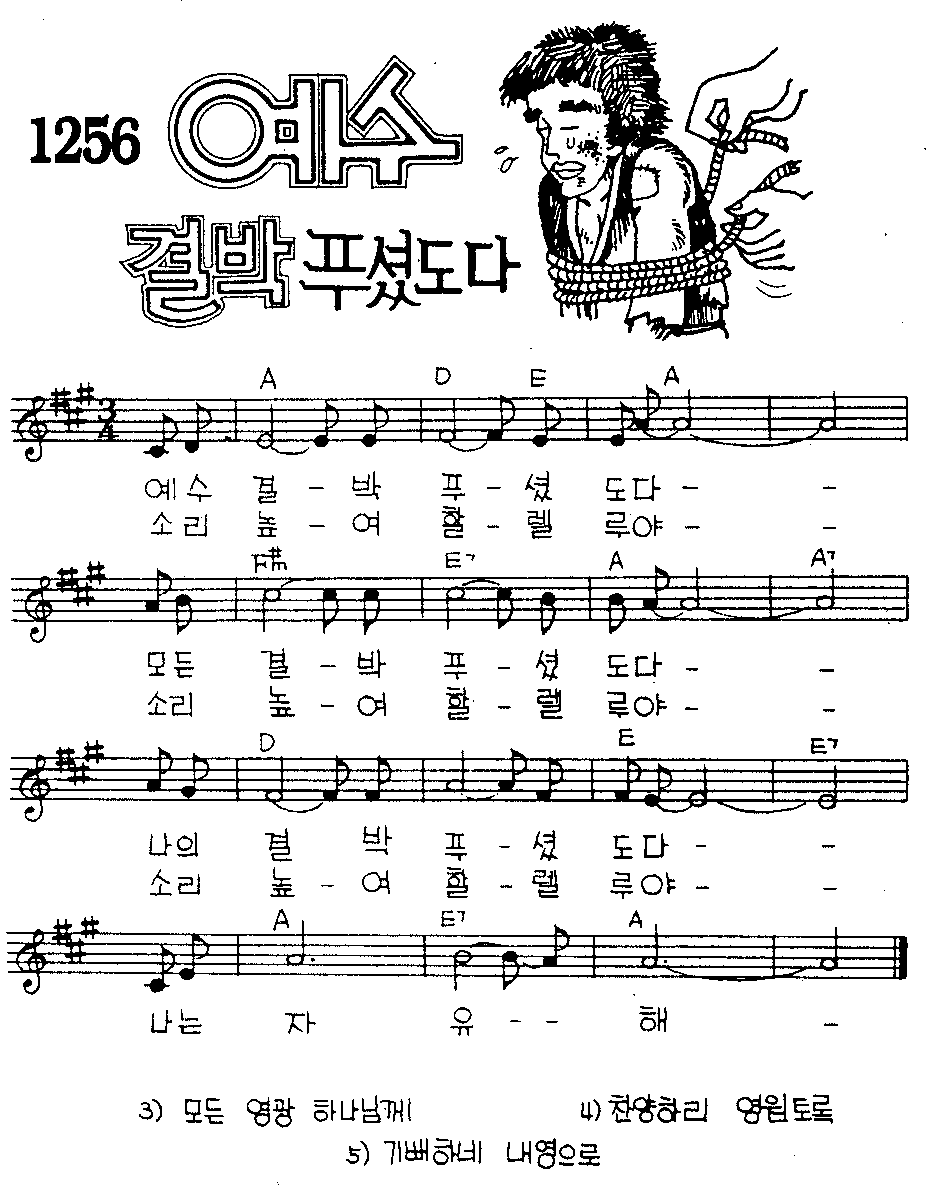 1256 예수
결박 푸셨도다
A D E A
3/4
예수 결 - 박 푸 - 셨 도다 - -
소리 높 - 여 할 - 렐 루야 - -
F#m E7 A A7
모든 결 - 박 푸 - 셨 도다 - -
소리 높 - 여 할 - 렐 루야 - -
D E E7
나의 결 박 푸 - 셨 도다 - -
소리 높 - 여 할 - 렐 루야 - -
A E7 A
나는 자 유 - - 해 -
3) 모든 영광 하나님께 4) 찬양하리 영원토록
5) 기뻐하네 내영으로